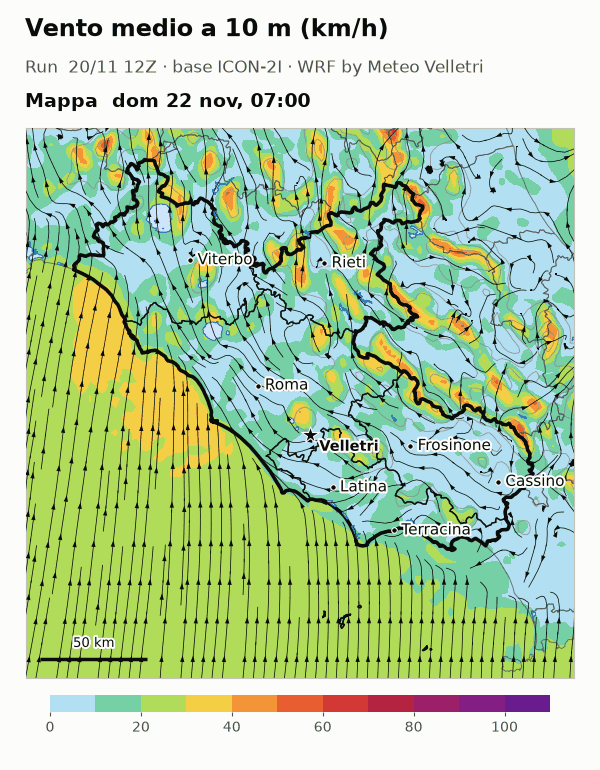 Vento medio a 10 m (km/h)
Run  20/11 12Z · base ICON-2I · WRF by Meteo Velletri
Mappa  dom 22 nov, 07:00
Viterbo
Rieti
Roma
Velletri
Frosinone
Cassino
Latina
Terracina
50 km
0 20 40 60 80 100